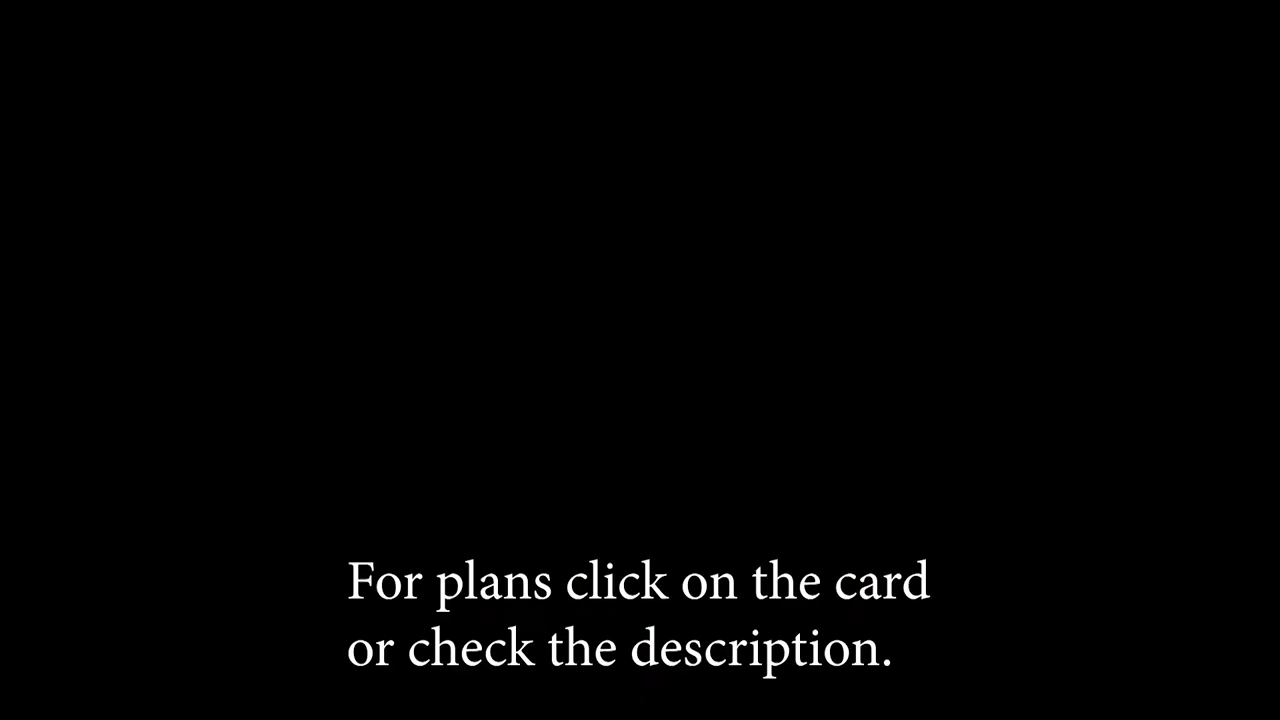 For plans click on the card
or check the description.